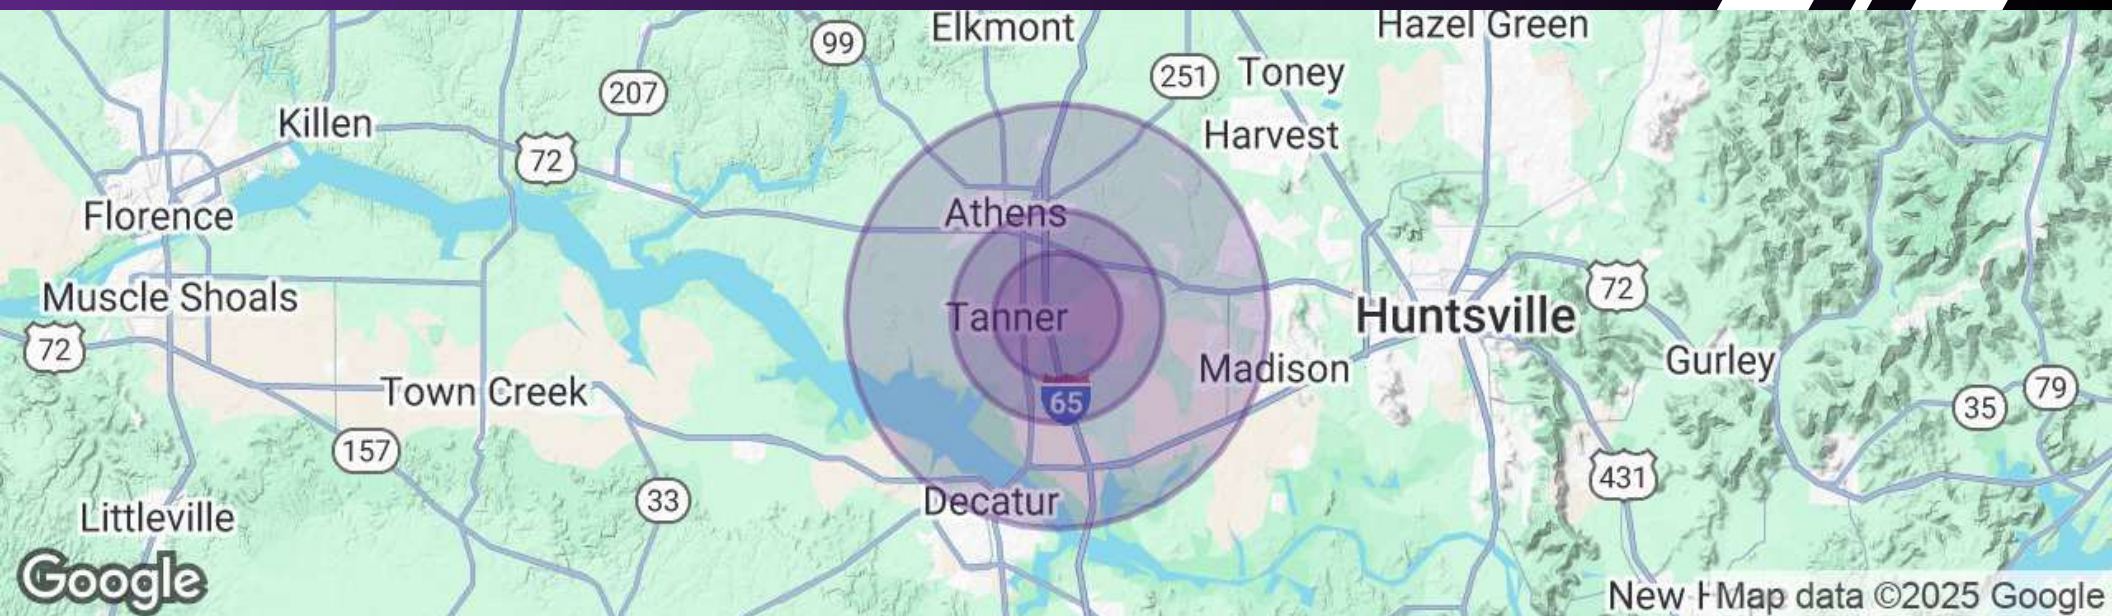 Elkmont
Hazel Green
99
251
Toney
207
Killen
Harvest
72
Florence
Athens
Muscle Shoals
72
Tanner
Huntsville
72
Madison
Gurley
Town Creek
65
35
79
157
33
Decatur
431
Littleville
Google
New
Map data ©2025 Google